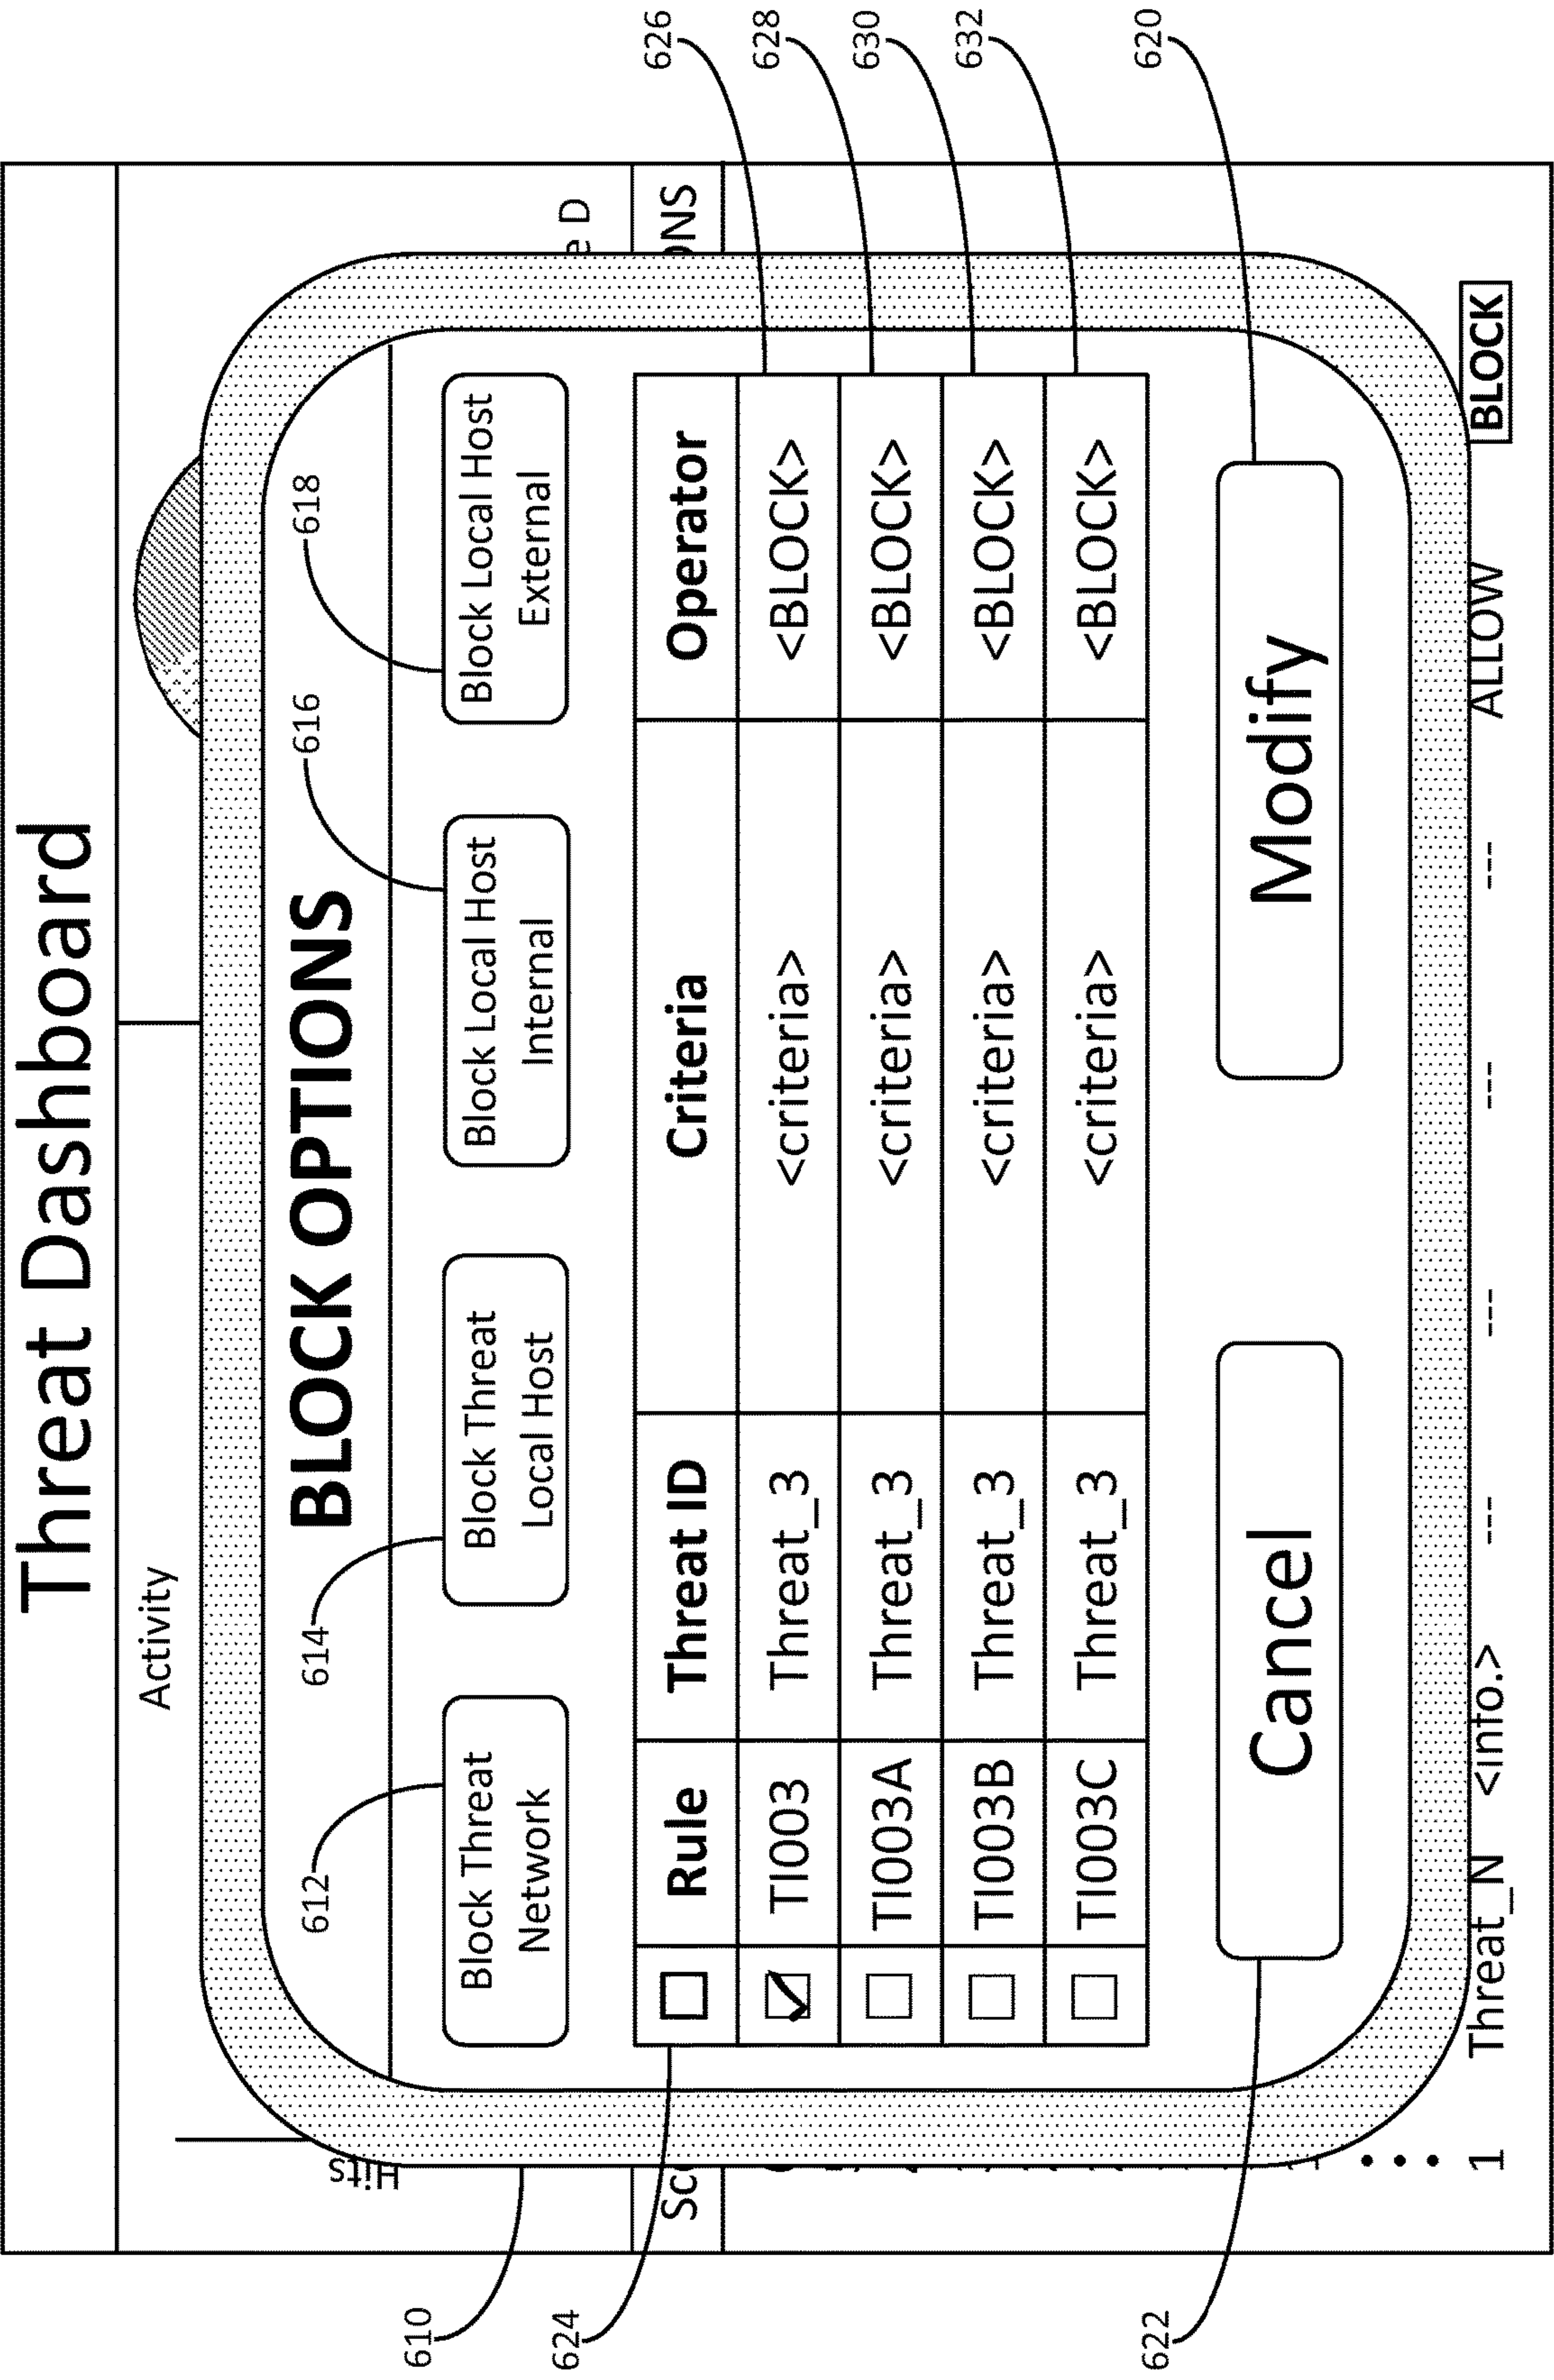 Threat Dashboard
Activity
Hits
BLOCK OPTIONS
612
614
616
618
Block Threat
Network
Block Threat
Local Host
Block Local Host
Internal
Block Local Host
External
610
624
Rule Threat ID Criteria Operator
TI003 Threat_3 <criteria> <BLOCK>
626
TI003A Threat_3 <criteria> <BLOCK>
628
TI003B Threat_3 <criteria> <BLOCK>
630
TI003C Threat_3 <criteria> <BLOCK>
632
Cancel
Modify
622
620
1 Threat_N <info.> --- --- --- --- ALLOW BLOCK